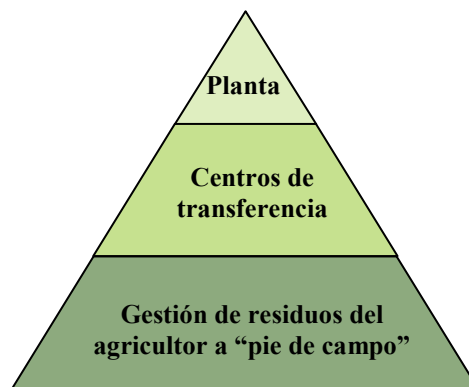 Planta
Centros de
transferencia
Gestión de residuos del
agricultor a “pie de campo”